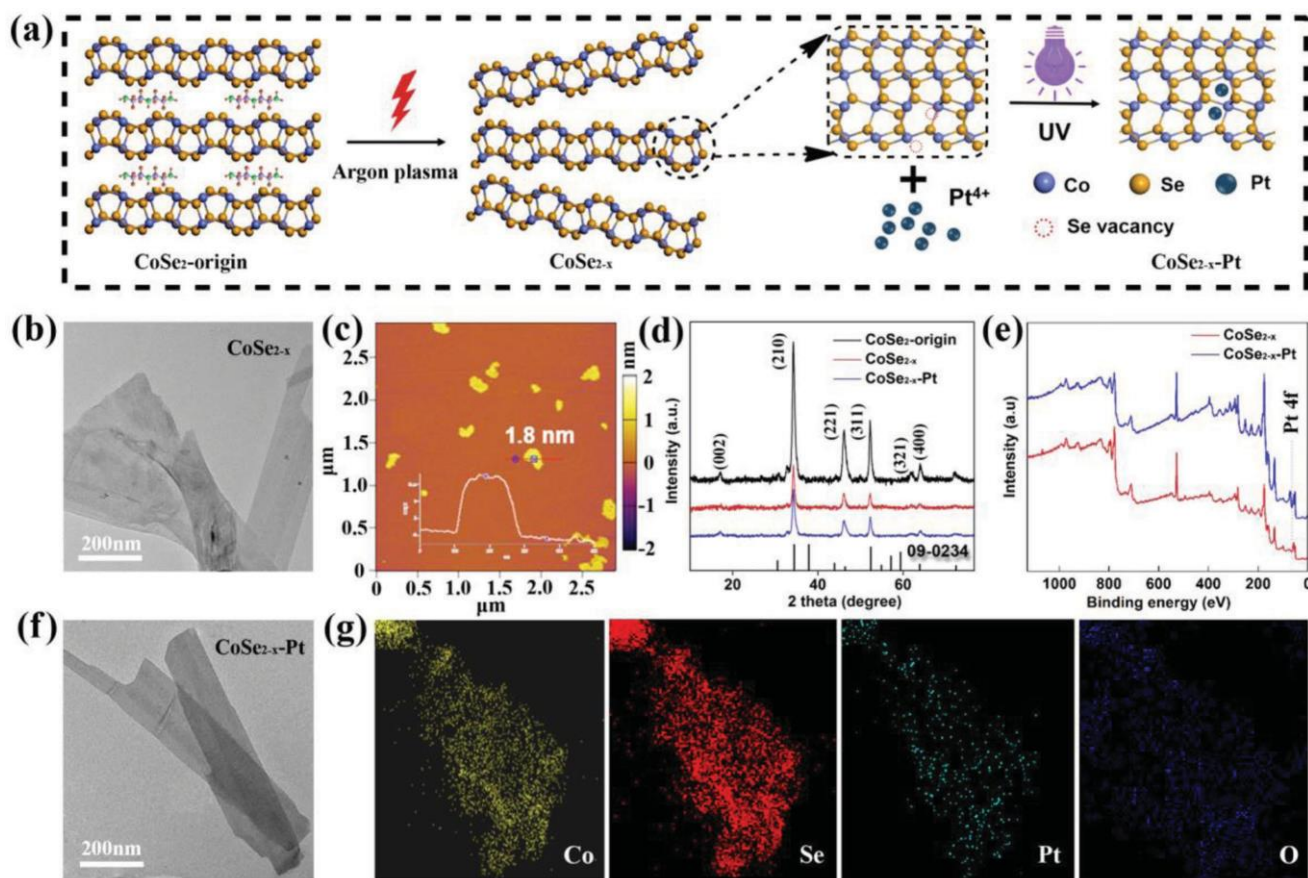 (a)
Argon plasma
UV
Pt⁴⁺
Co
Se
Pt
Se vacancy
CoSe₂-origin
CoSe₂₋ₓ
CoSe₂₋ₓ-Pt
(b)
CoSe₂₋ₓ
200nm
(c)
2.5
2.0
1.5
1.0
0.5
0
μm
1.8 nm
0
0.5
1.0
1.5
2.0
2.5
μm
nm
2
1
0
-1
-2
(d)
Intensity (a.u.)
CoSe₂-origin
CoSe₂₋ₓ
CoSe₂₋ₓ-Pt
(002)
(210)
(221)
(311)
(321)
(400)
09-0234
20
40
60
2 theta (degree)
(e)
Intensity (a.u)
CoSe₂₋ₓ
CoSe₂₋ₓ-Pt
Pt 4f
1000
800
600
400
200
0
Binding energy (eV)
(f)
CoSe₂₋ₓ-Pt
200nm
(g)
Co
Se
Pt
O